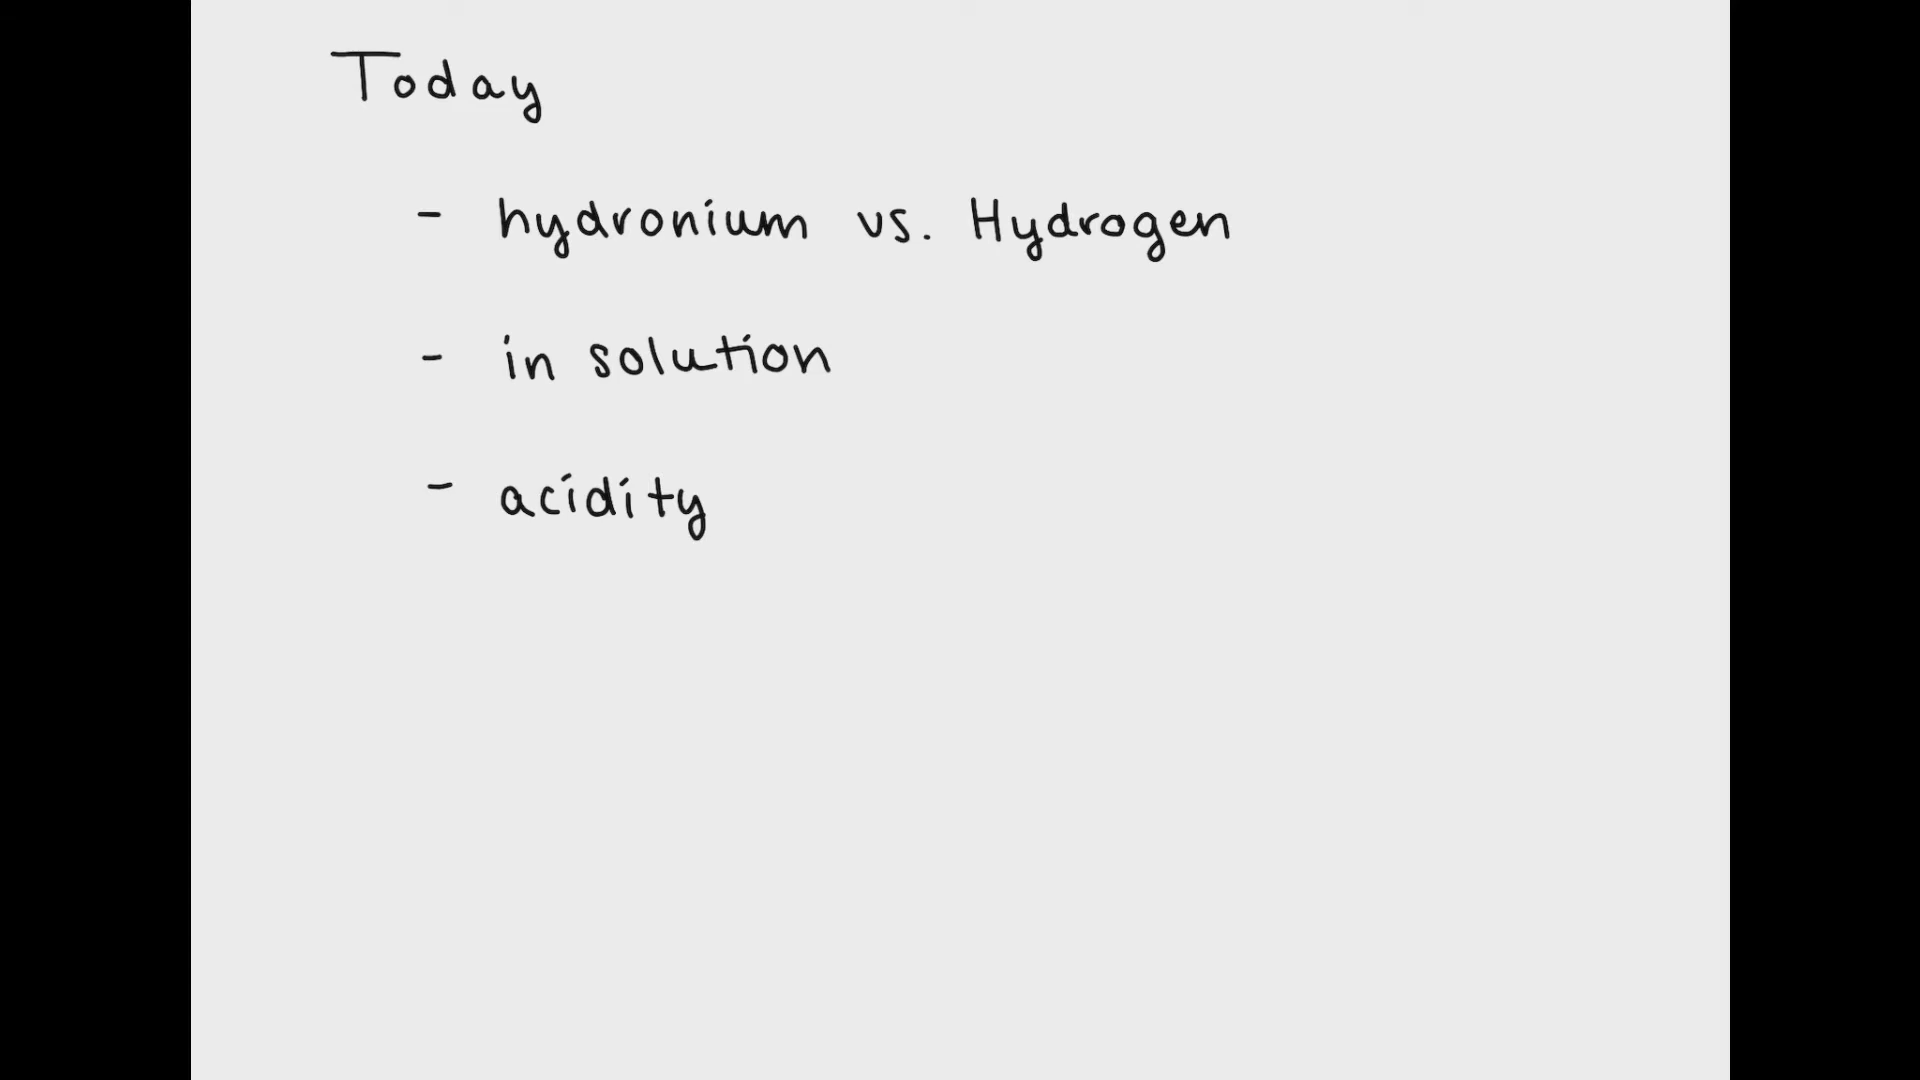 Today
- hydronium vs. Hydrogen
- in solution
- acidity